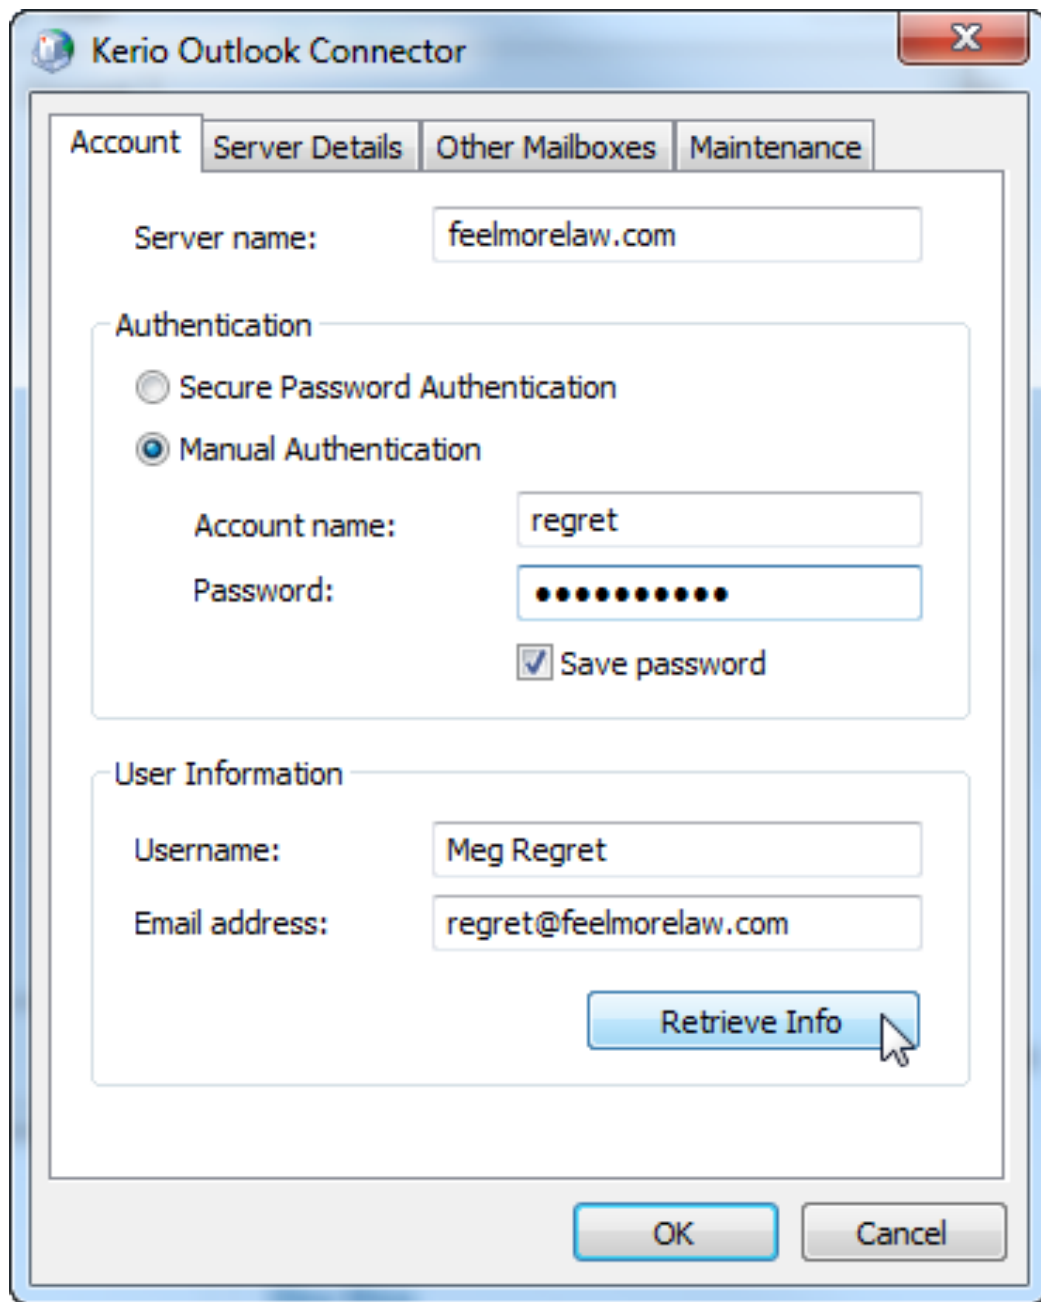 Kerio Outlook Connector
Account Server Details Other Mailboxes Maintenance
Server name: feelmorelaw.com
Authentication
Secure Password Authentication
Manual Authentication
Account name: regret
Password: ••••••••••
Save password
User Information
Username: Meg Regret
Email address: regret@feelmorelaw.com
Retrieve Info
OK Cancel